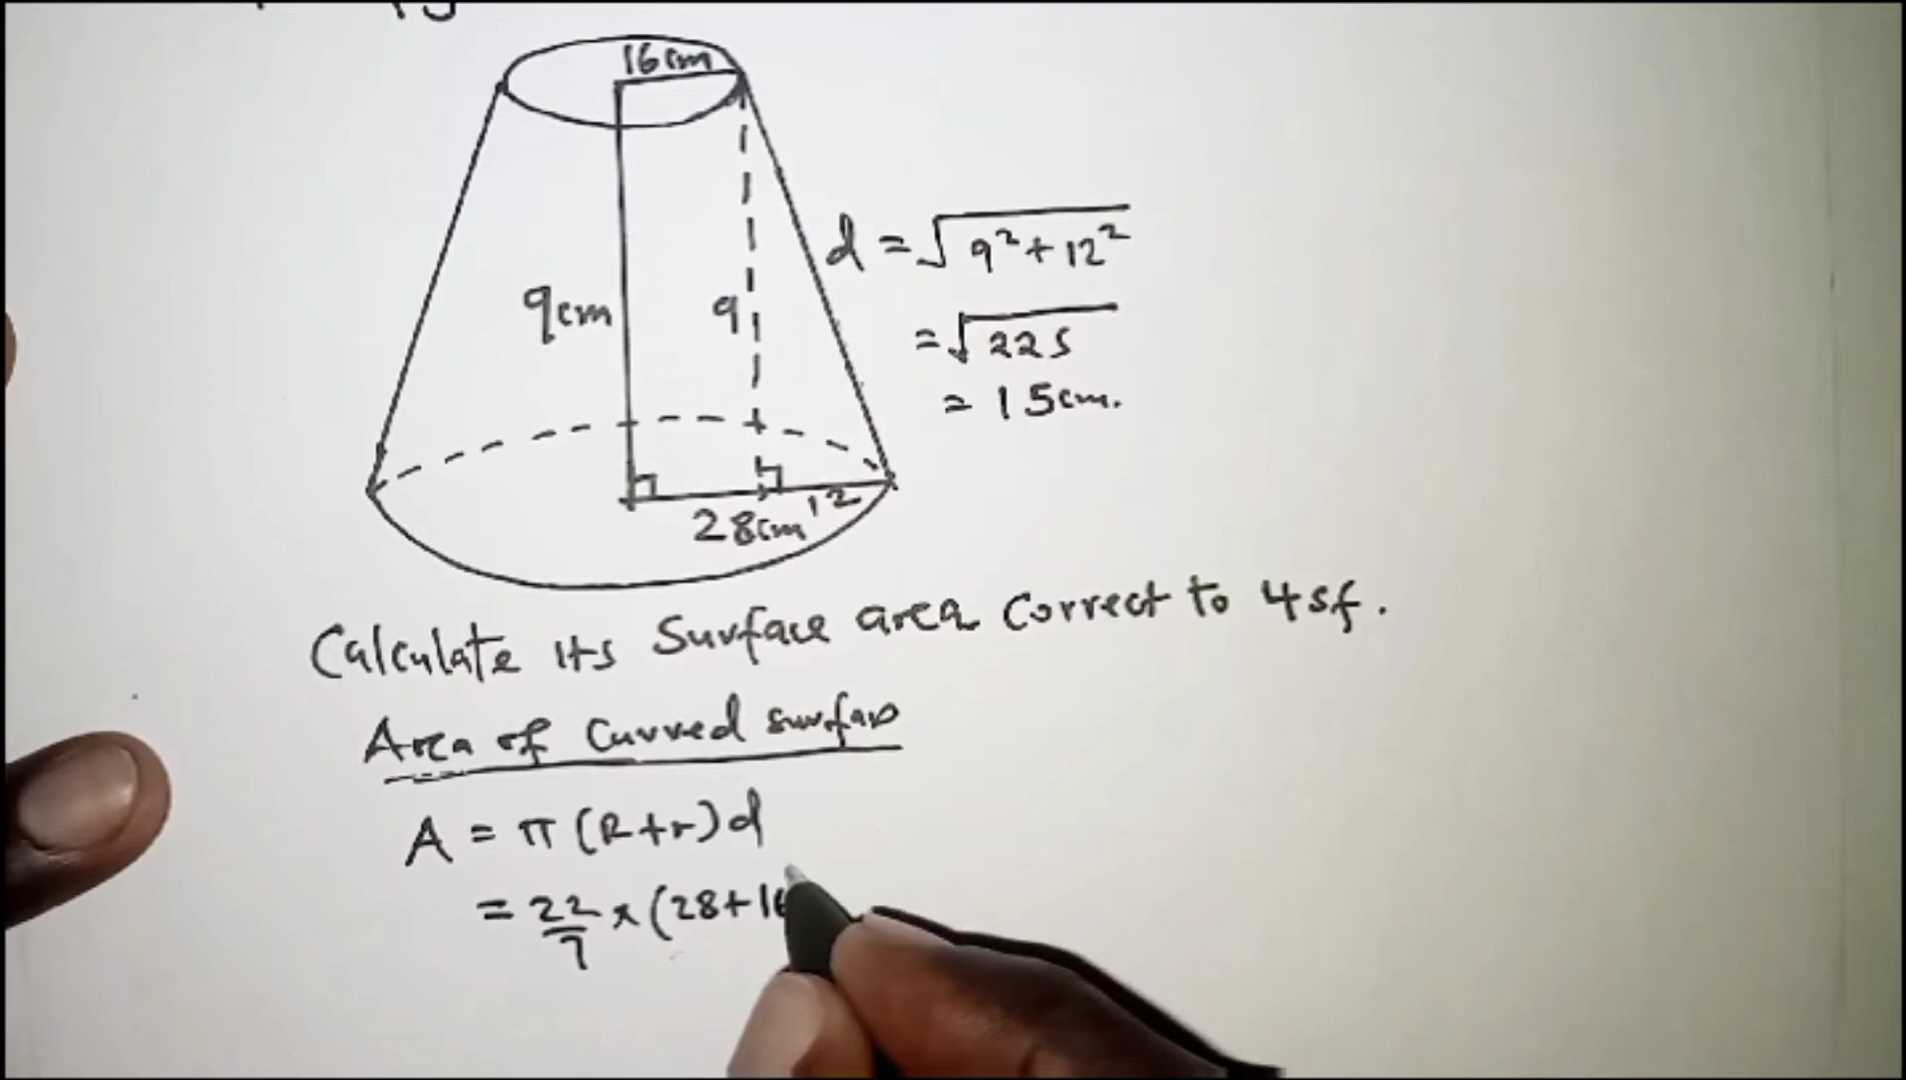 16cm
d = √9²+12²
9cm
9
= √225
= 15cm.
12
28cm
Calculate its Surface area Correct to 4sf.
Area of Curved surface
A = π (R+r)d
= 22/7 × (28+16